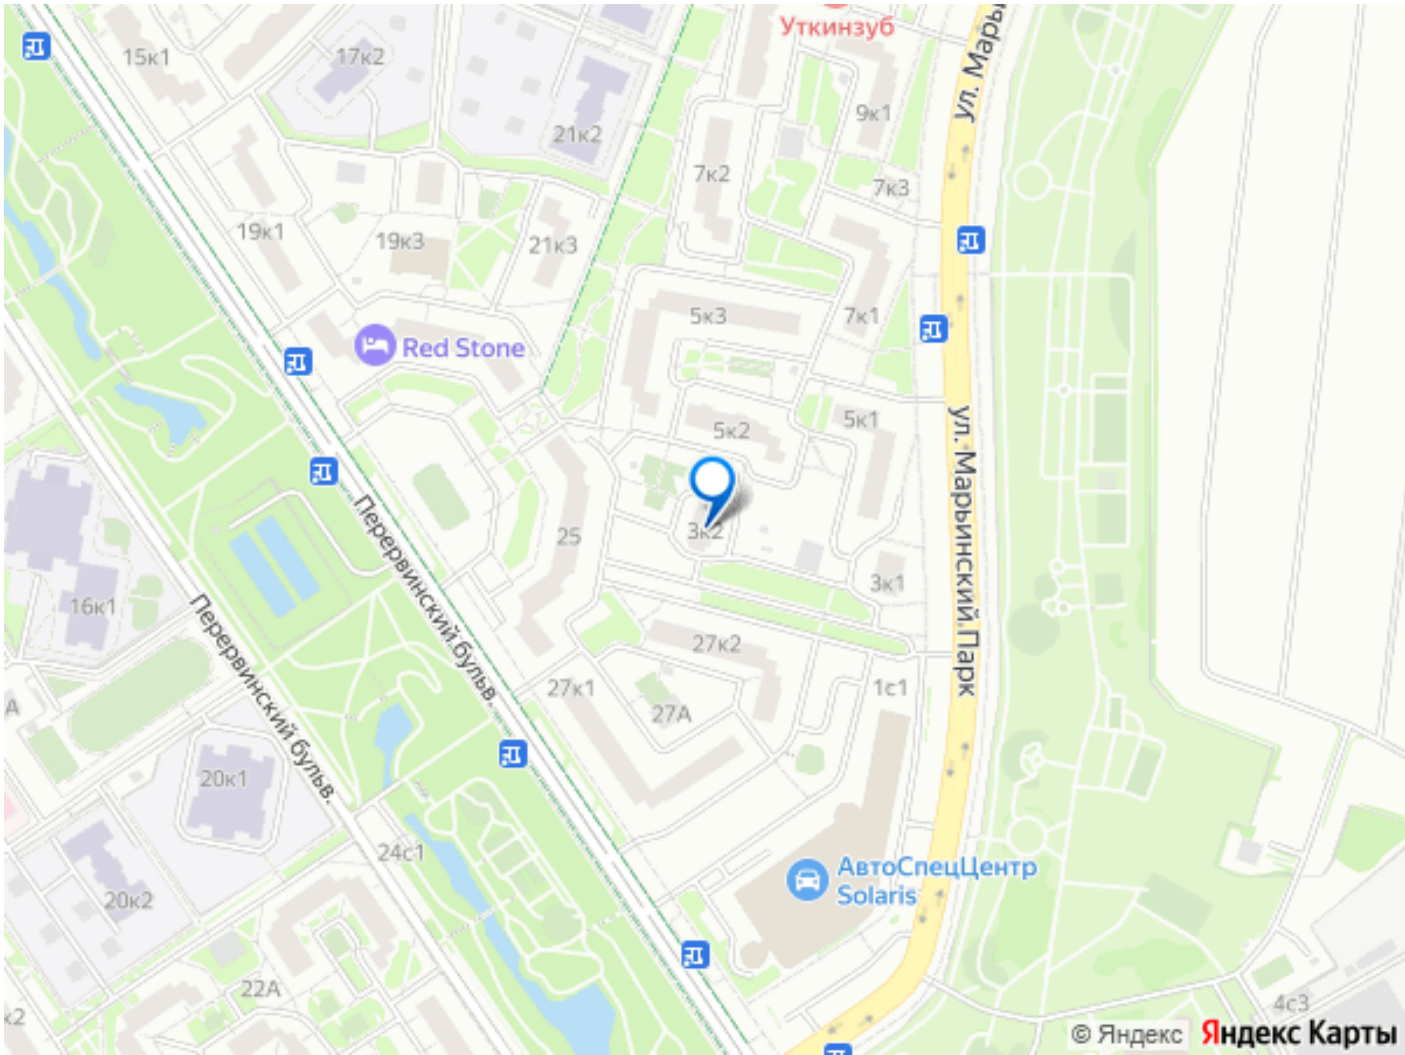 Уткинзуб
ул. Марь
15к1
17к2
21к2
9к1
7к2
7к3
19к1
19к3
21к3
5к3
7к1
Red Stone
5к2
5к1
ул. Марьинский Парк
Перервинский бульв.
25
3к2
3к1
16к1
Перервинский бульв.
27к2
27к1
1с1
А
27А
20к1
24с1
АвтоСпецЦентр
Solaris
20к2
22А
4с3
к2
© Яндекс
Яндекс Карты